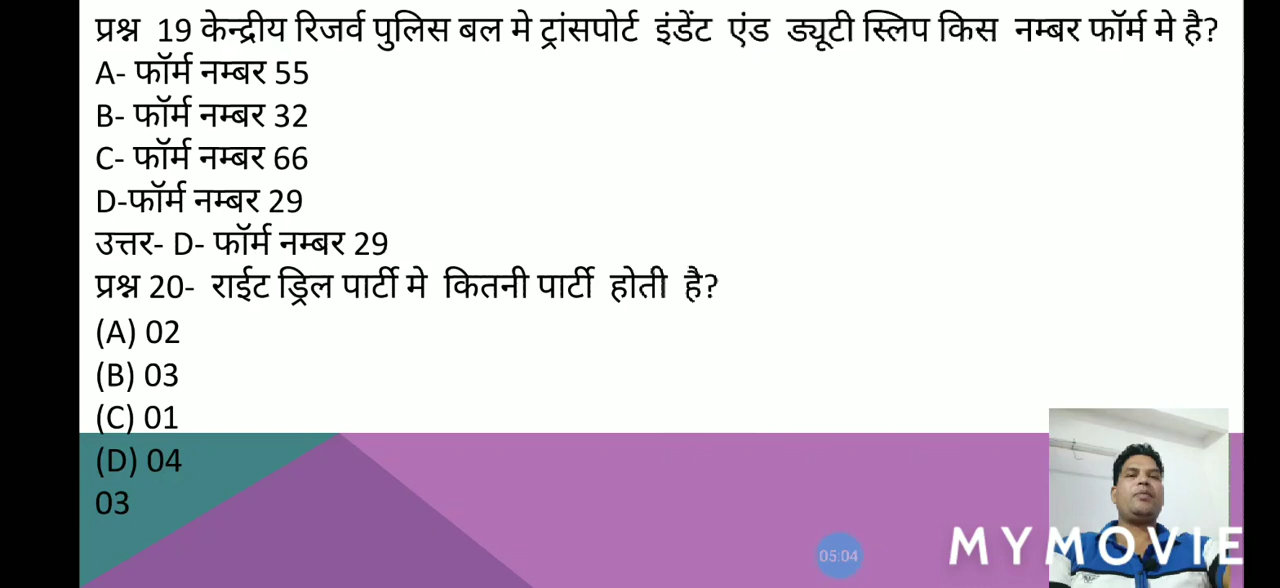 प्रश्न 19 केन्द्रीय रिजर्व पुलिस बल मे ट्रांसपोर्ट इंडेंट एंड ड्यूटी स्लिप किस नम्बर फॉर्म मे है?
A- फॉर्म नम्बर 55
B- फॉर्म नम्बर 32
C- फॉर्म नम्बर 66
D-फॉर्म नम्बर 29
उत्तर- D- फॉर्म नम्बर 29
प्रश्न 20- राईट ड्रिल पार्टी मे कितनी पार्टी होती है?
(A) 02
(B) 03
(C) 01
(D) 04
03
05:04
MYMOVIE